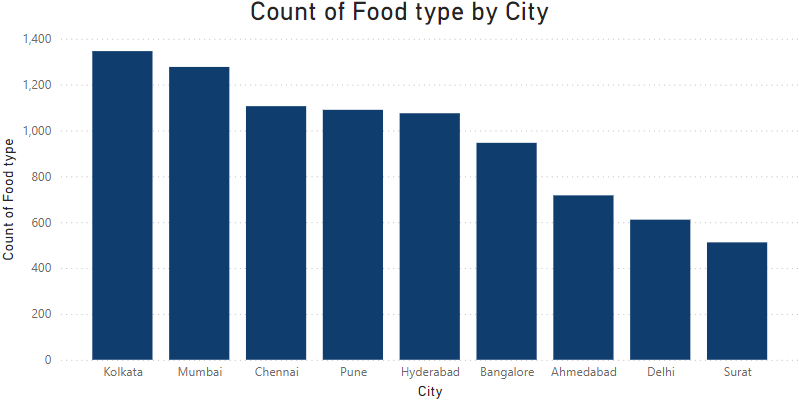 Count of Food type by City
Count of Food type
1,400
1,200
1,000
800
600
400
200
0
Kolkata Mumbai Chennai Pune Hyderabad Bangalore Ahmedabad Delhi Surat
City